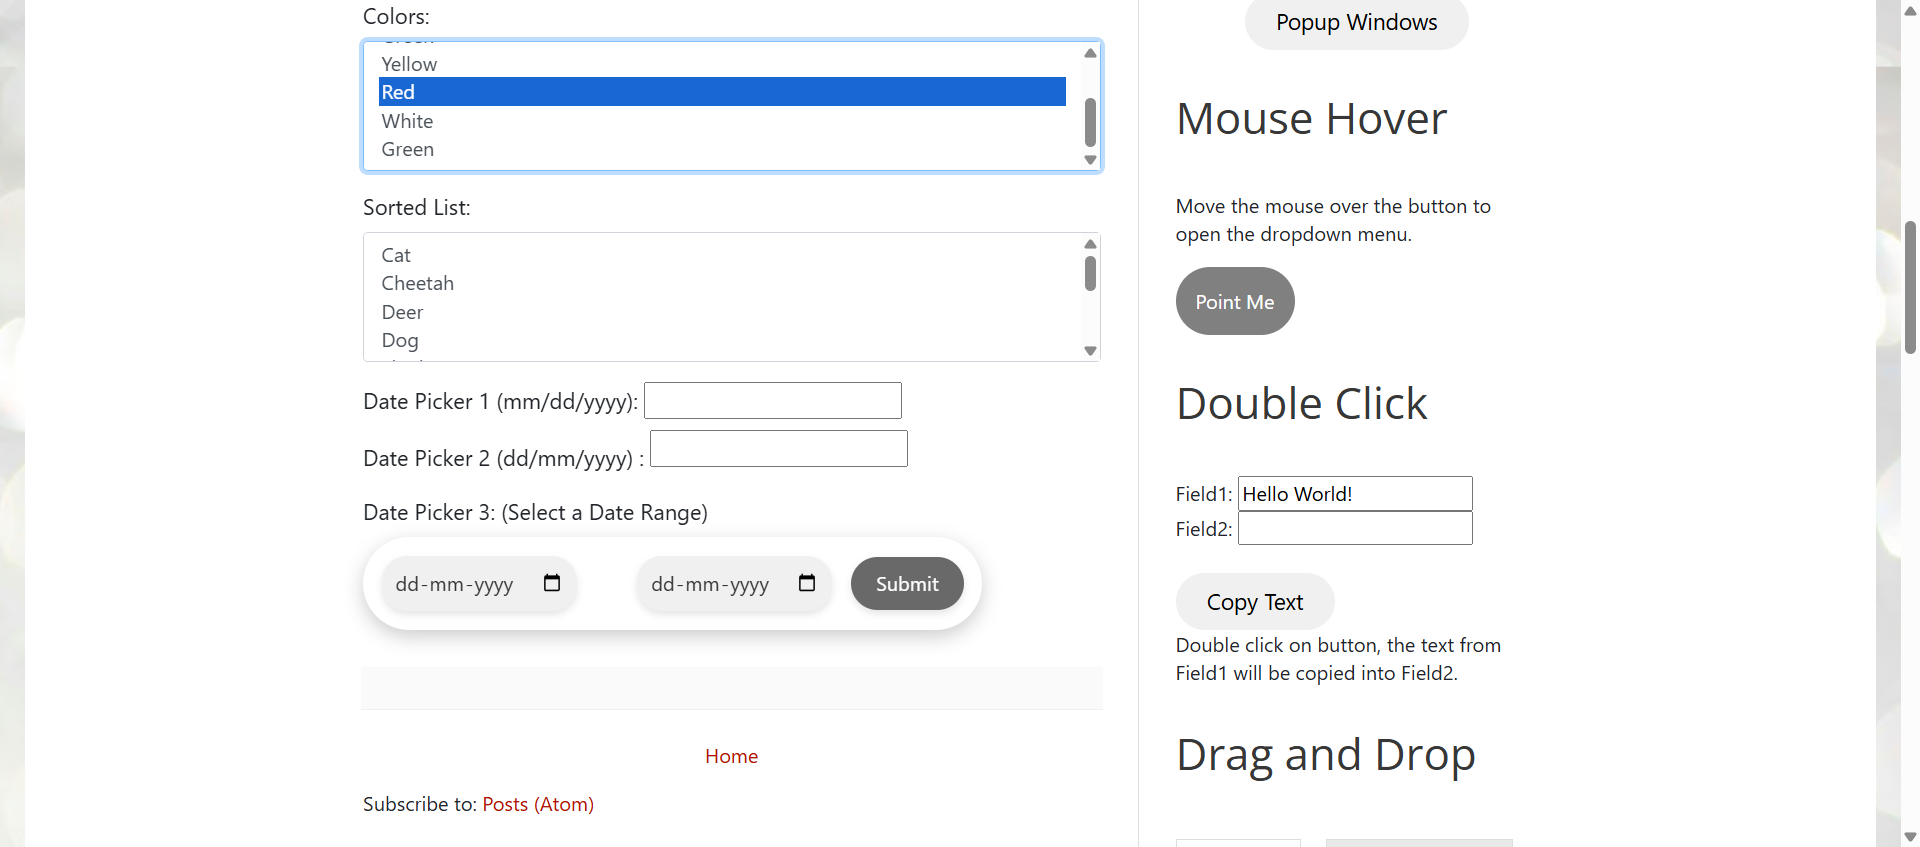 Colors:
Yellow
Red
White
Green
Sorted List:
Cat
Cheetah
Deer
Dog
Date Picker 1 (mm/dd/yyyy):
Date Picker 2 (dd/mm/yyyy) :
Date Picker 3: (Select a Date Range)
dd-mm-yyyy
dd-mm-yyyy
Submit
Home
Subscribe to: Posts (Atom)
Popup Windows
Mouse Hover
Move the mouse over the button to
open the dropdown menu.
Point Me
Double Click
Field1: Hello World!
Field2:
Copy Text
Double click on button, the text from
Field1 will be copied into Field2.
Drag and Drop